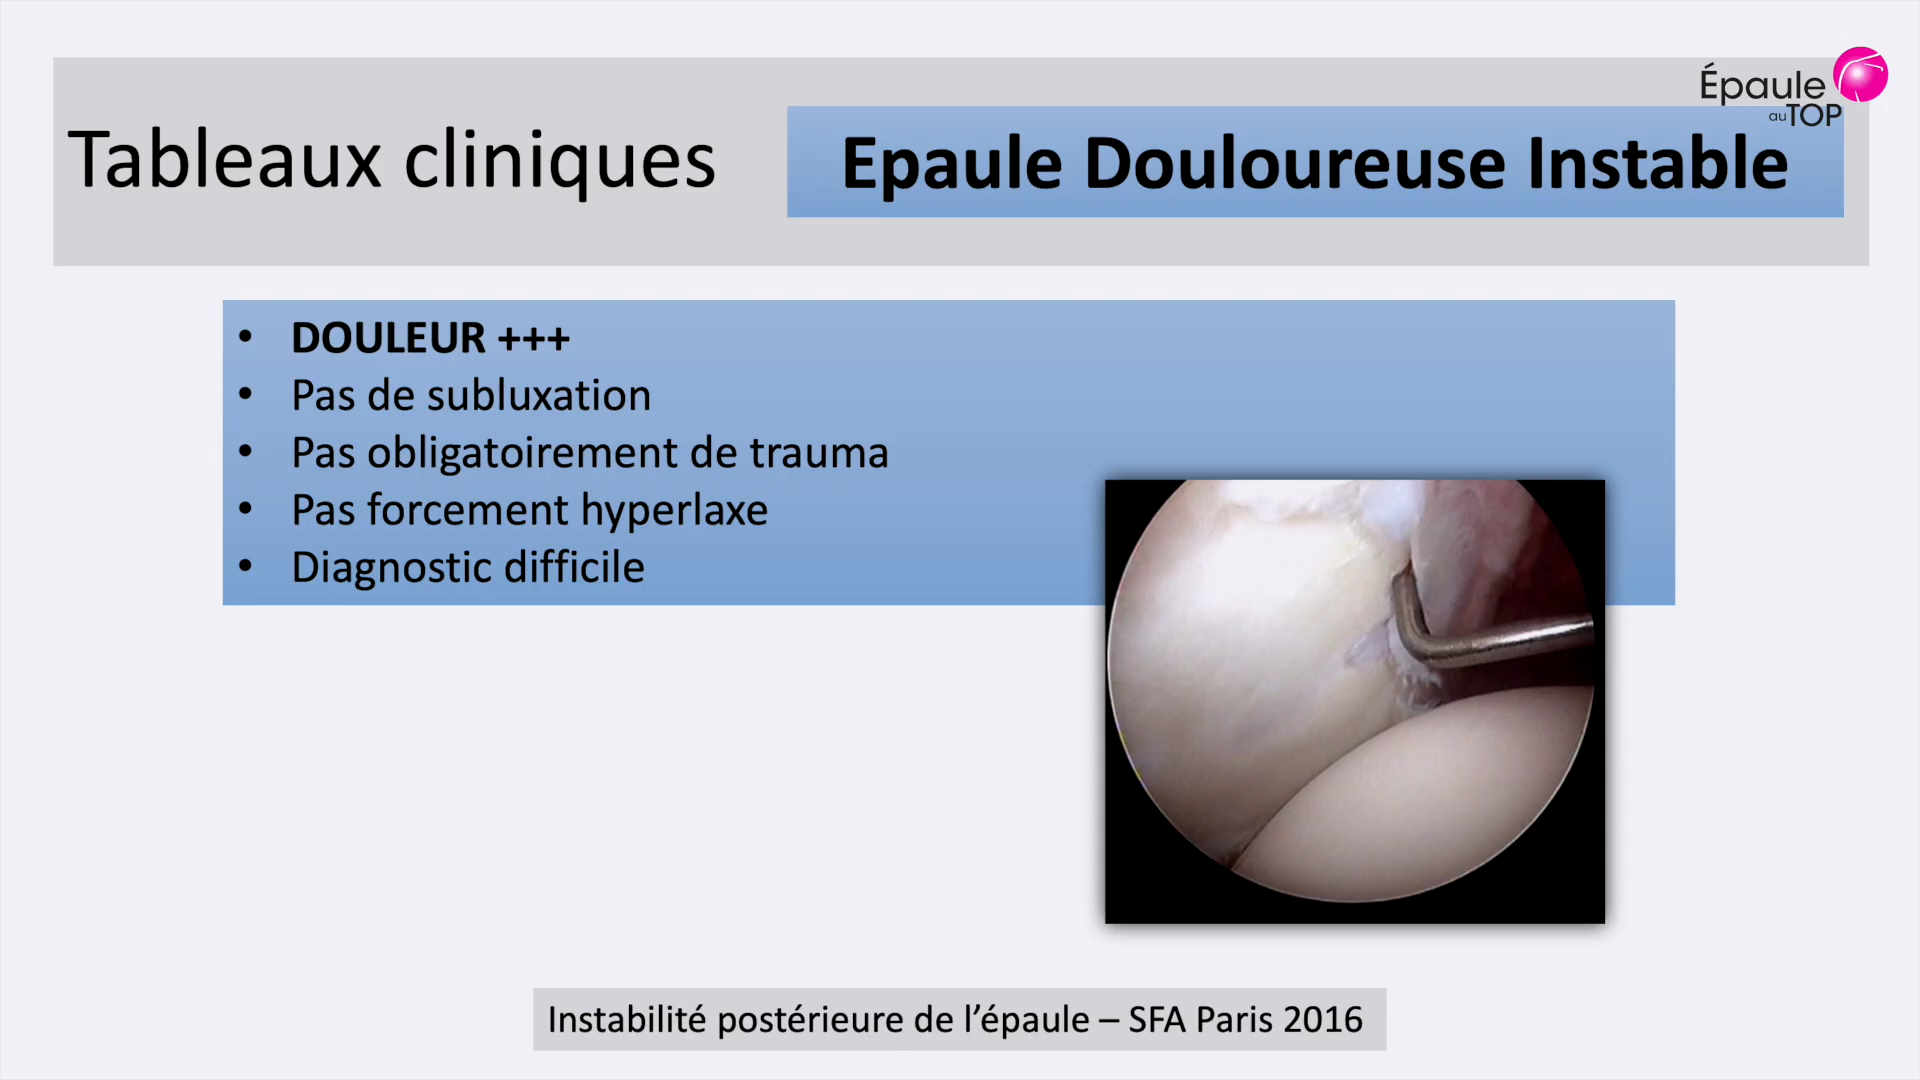 Épaule
au TOP
Tableaux cliniques
Epaule Douloureuse Instable
• DOULEUR +++
• Pas de subluxation
• Pas obligatoirement de trauma
• Pas forcement hyperlaxe
• Diagnostic difficile
Instabilité postérieure de l’épaule – SFA Paris 2016